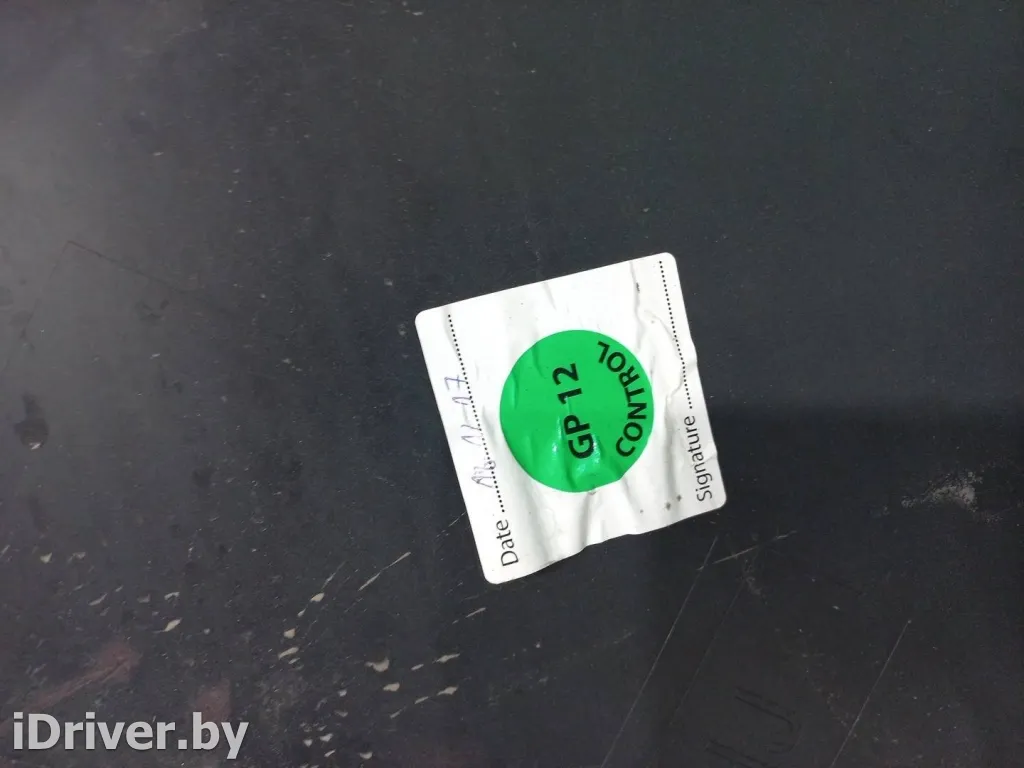 Date ........................
GP 12
CONTROL
Signature ........................
iDriver.by